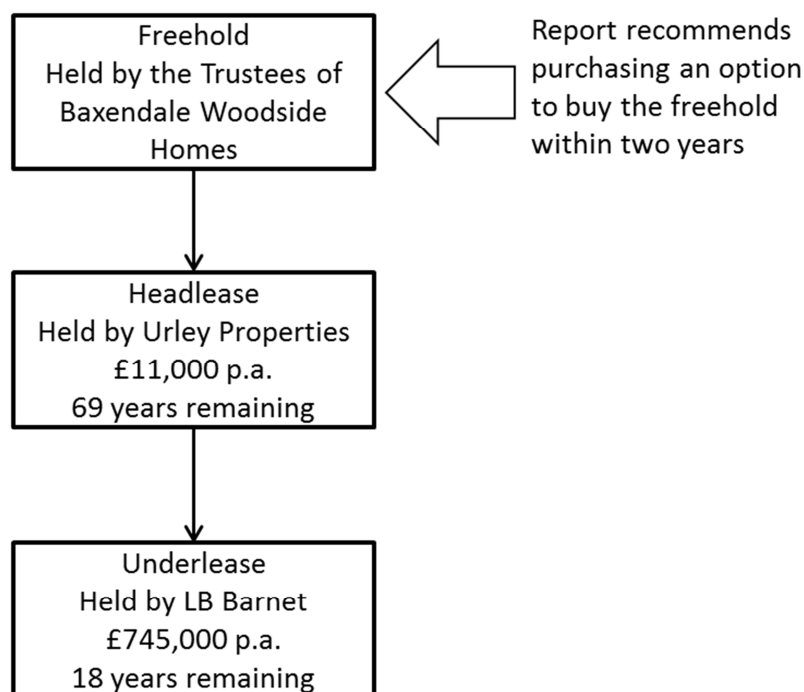 Freehold
Held by the Trustees of
Baxendale Woodside
Homes
Report recommends
purchasing an option
to buy the freehold
within two years
Headlease
Held by Urley Properties
£11,000 p.a.
69 years remaining
Underlease
Held by LB Barnet
£745,000 p.a.
18 years remaining